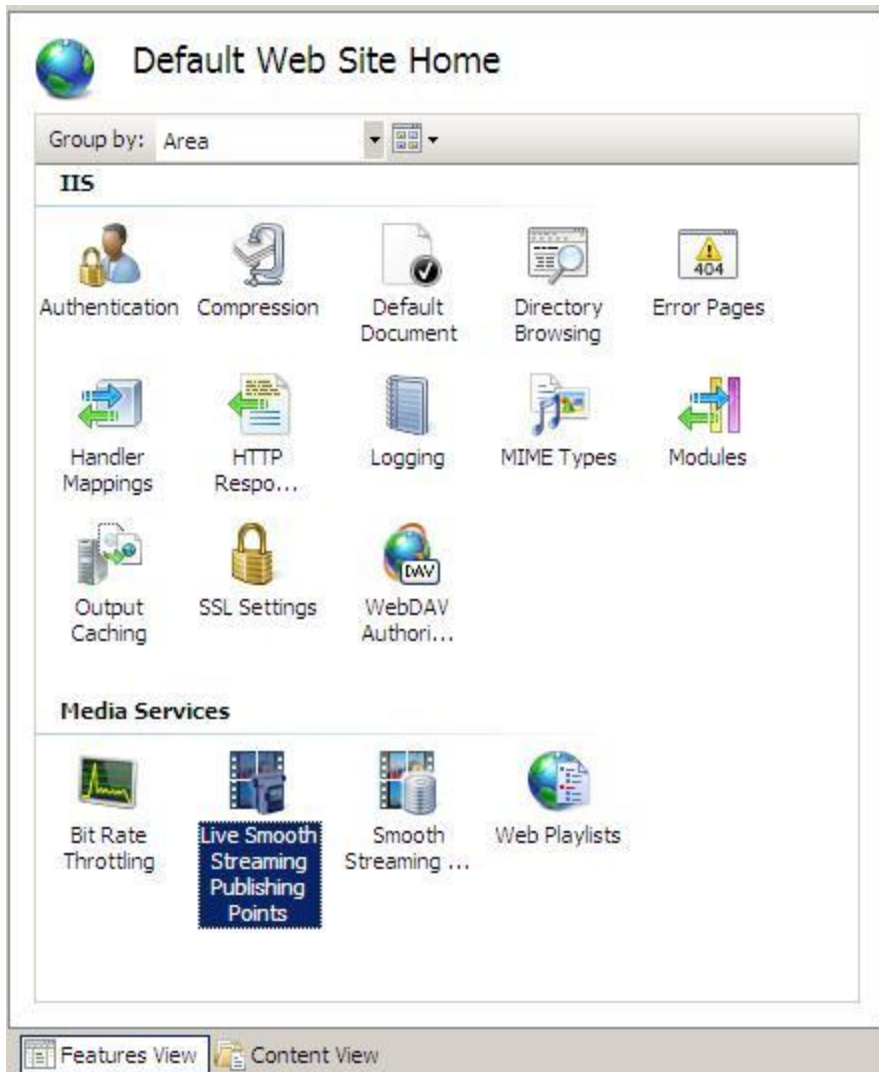 Default Web Site Home
Group by: Area
IIS
Authentication Compression Default Document Directory Browsing Error Pages
404
Handler Mappings HTTP Respo... Logging MIME Types Modules
DAV
Output Caching SSL Settings WebDAV Authori...
Media Services
Bit Rate Throttling Live Smooth Streaming Publishing Points Smooth Streaming ... Web Playlists
Features View Content View